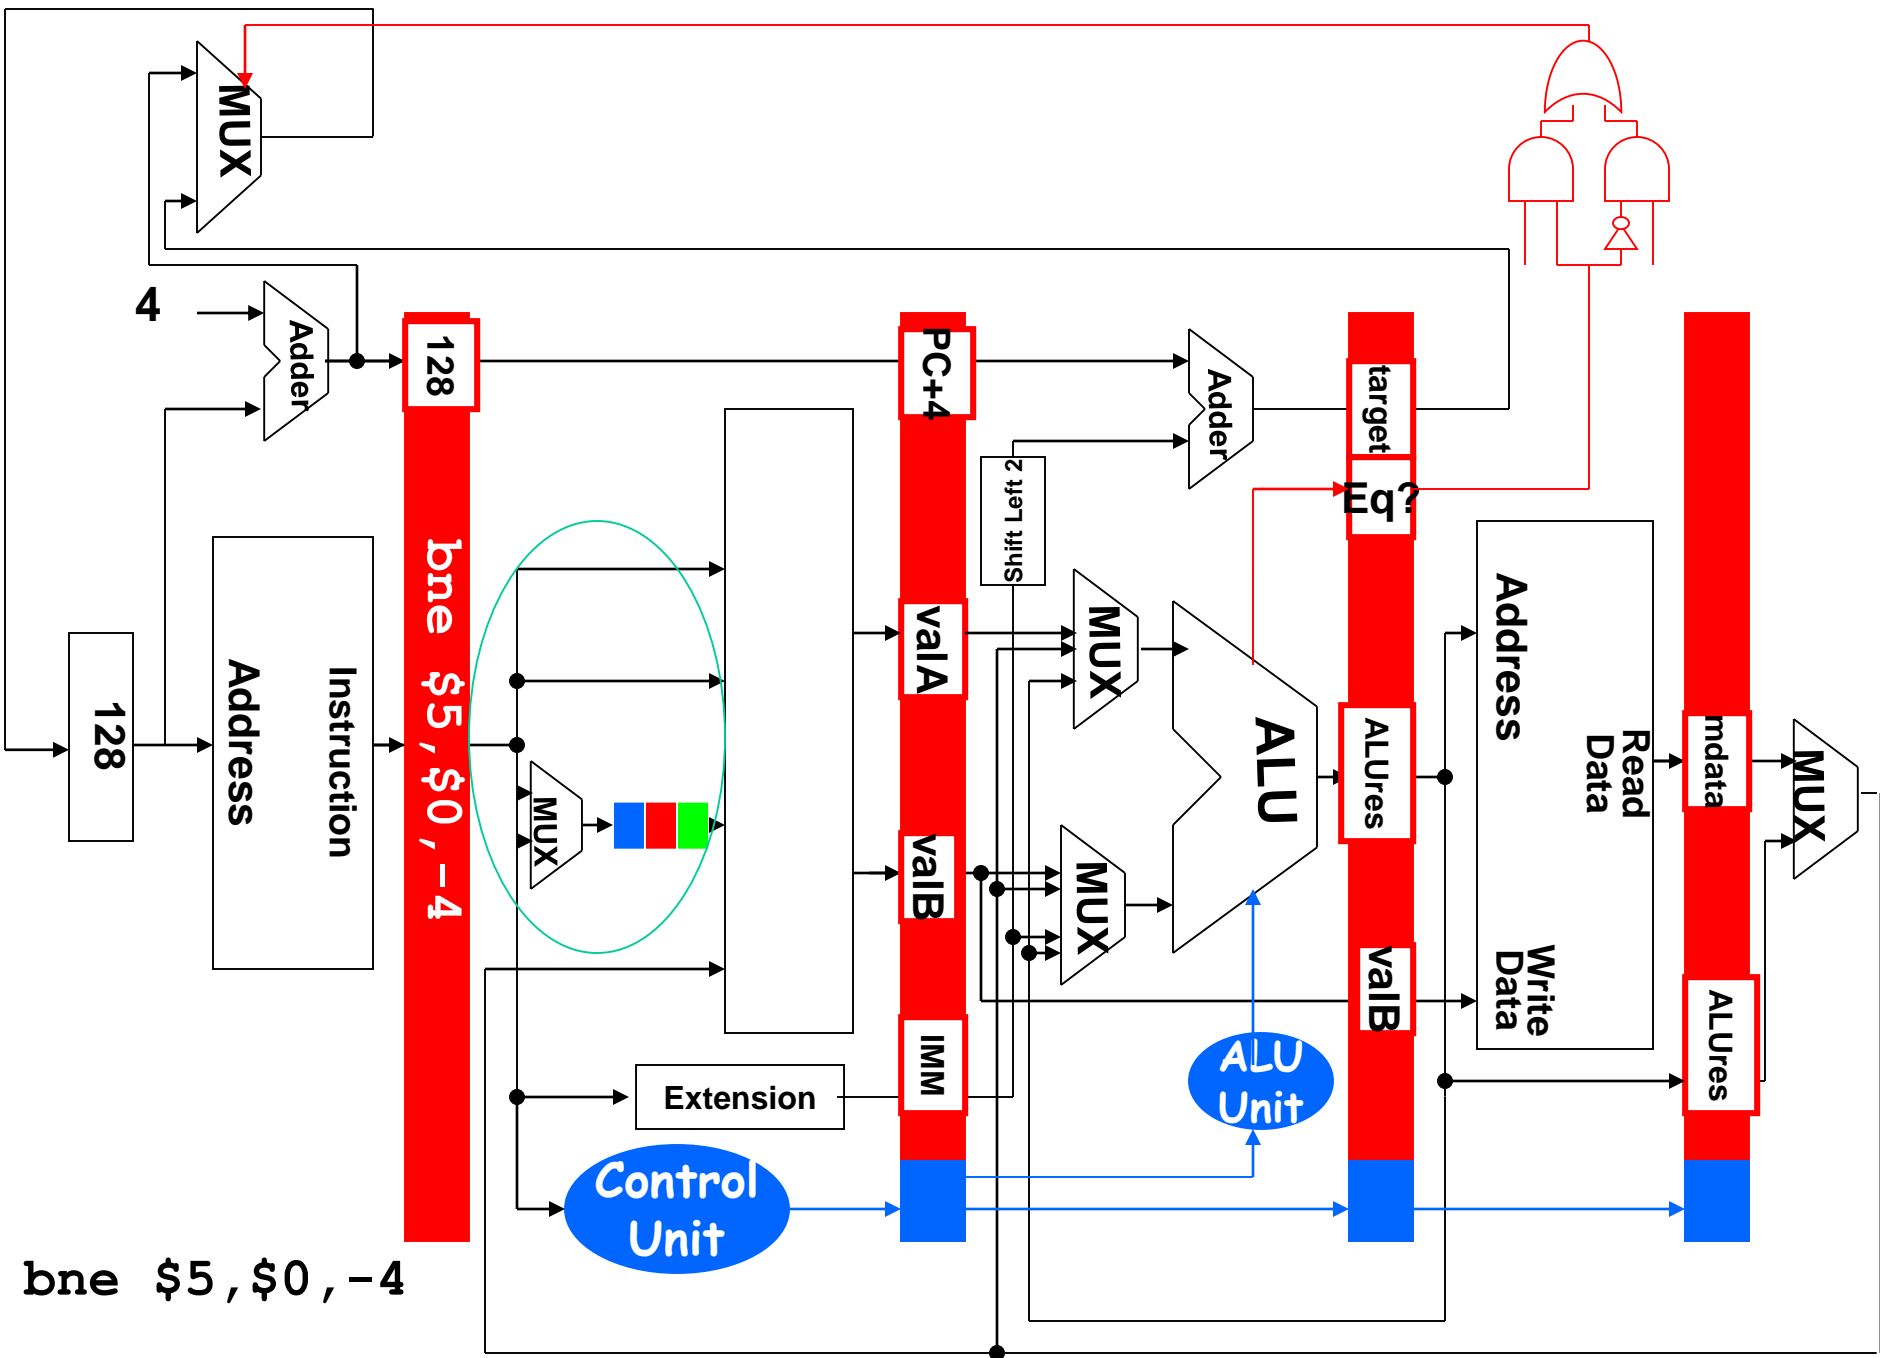 MUX
4
Adder
128
PC+4
Adder
target
Eq?
Shift Left 2
128
Address
Instruction
bne $5,$0,-4
MUX
valA
valB
IMM
MUX
MUX
ALU
ALUres
valB
Address
Read
Data
Write
Data
mdata
ALUres
MUX
Extension
ALU
Unit
Control
Unit
bne $5,$0,-4